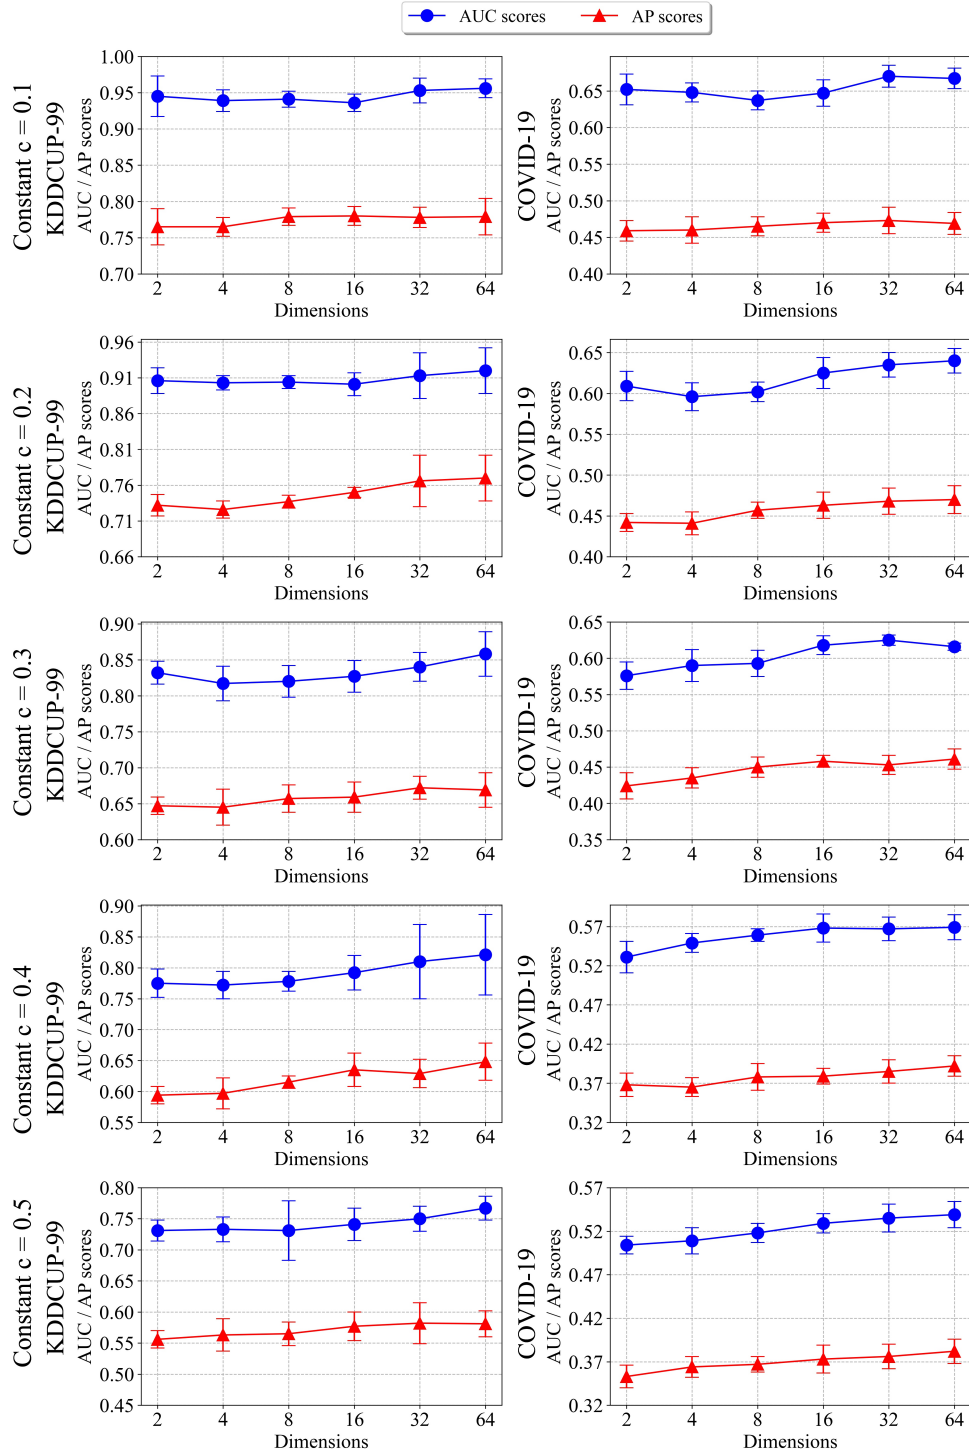 AUC scores AP scores
Constant c = 0.1
KDDCUP-99
AUC / AP scores
1.00
0.95
0.90
0.85
0.80
0.75
0.70
2 4 8 16 32 64
Dimensions
COVID-19
AUC / AP scores
0.65
0.60
0.55
0.50
0.45
0.40
2 4 8 16 32 64
Dimensions
Constant c = 0.2
KDDCUP-99
AUC / AP scores
0.96
0.91
0.86
0.81
0.76
0.71
0.66
2 4 8 16 32 64
Dimensions
COVID-19
AUC / AP scores
0.65
0.60
0.55
0.50
0.45
0.40
2 4 8 16 32 64
Dimensions
Constant c = 0.3
KDDCUP-99
AUC / AP scores
0.90
0.85
0.80
0.75
0.70
0.65
0.60
2 4 8 16 32 64
Dimensions
COVID-19
AUC / AP scores
0.65
0.60
0.55
0.50
0.45
0.40
0.35
2 4 8 16 32 64
Dimensions
Constant c = 0.4
KDDCUP-99
AUC / AP scores
0.90
0.85
0.80
0.75
0.70
0.65
0.60
0.55
2 4 8 16 32 64
Dimensions
COVID-19
AUC / AP scores
0.57
0.52
0.47
0.42
0.37
0.32
2 4 8 16 32 64
Dimensions
Constant c = 0.5
KDDCUP-99
AUC / AP scores
0.80
0.75
0.70
0.65
0.60
0.55
0.50
0.45
2 4 8 16 32 64
Dimensions
COVID-19
AUC / AP scores
0.57
0.52
0.47
0.42
0.37
0.32
2 4 8 16 32 64
Dimensions